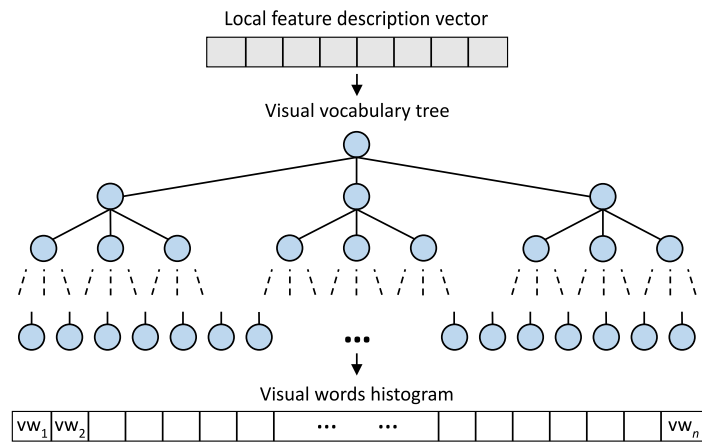 Local feature description vector
Visual vocabulary tree
...
Visual words histogram
vw1 vw2 ... ... vwn